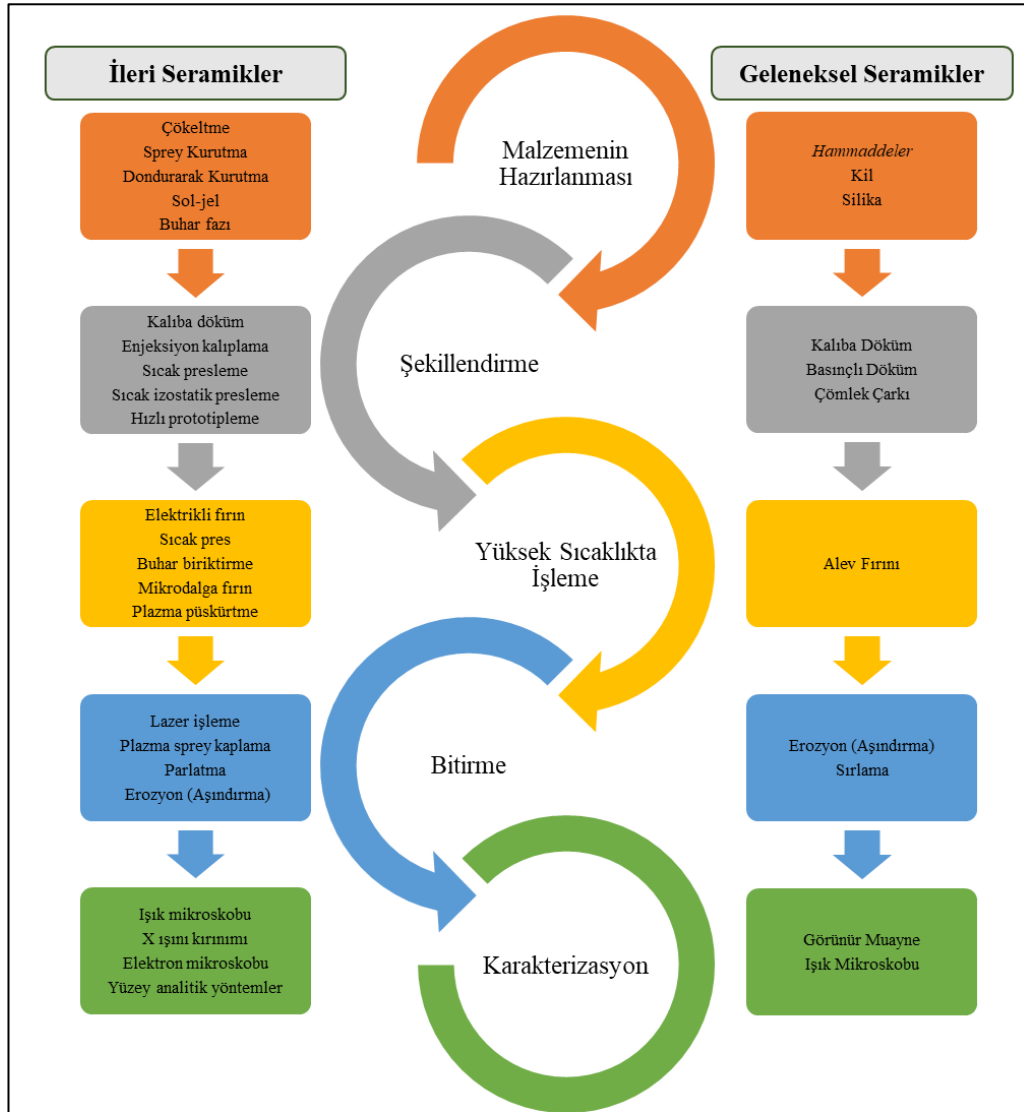 İleri Seramikler
Çökeltme
Sprey Kurutma
Dondurarak Kurutma
Sol-jel
Buhar fazı
Kalıba döküm
Enjeksiyon kalıplama
Sıcak presleme
Sıcak izostatik presleme
Hızlı prototipleme
Elektrikli fırın
Sıcak pres
Buhar biriktirme
Mikrodalga fırın
Plazma püskürtme
Lazer işleme
Plazma sprey kaplama
Parlatma
Erozyon (Aşındırma)
Işık mikroskobu
X ışını kırınımı
Elektron mikroskobu
Yüzey analitik yöntemler
Malzemenin
Hazırlanması
Şekillendirme
Yüksek Sıcaklıkta
İşleme
Bitirme
Karakterizasyon
Geleneksel Seramikler
Hammaddeler
Kil
Silika
Kalıba Döküm
Basınçlı Döküm
Çömlek Çarkı
Alev Fırını
Erozyon (Aşındırma)
Sırlama
Görünür Muayne
Işık Mikroskobu